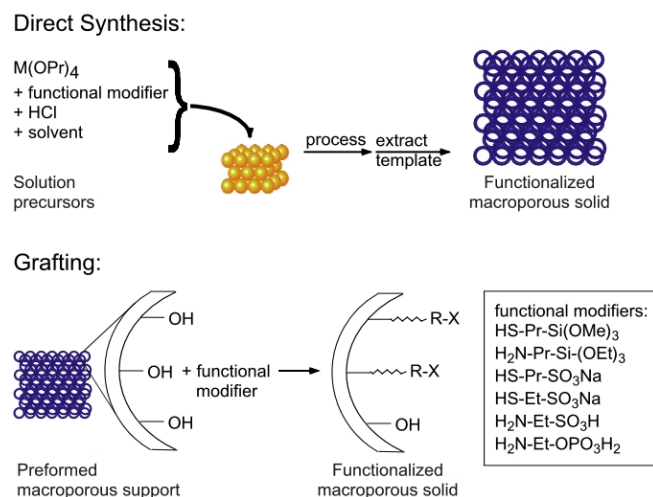 Direct Synthesis:
M(OPr)4
+ functional modifier
+ HCl
+ solvent
Solution
precursors
process
extract
template
Functionalized
macroporous solid
Grafting:
OH
OH
OH
+ functional
modifier
Preformed
macroporous support
R-X
R-X
OH
Functionalized
macroporous solid
functional modifiers:
HS-Pr-Si(OMe)3
H2N-Pr-Si-(OEt)3
HS-Pr-SO3Na
HS-Et-SO3Na
H2N-Et-SO3H
H2N-Et-OPO3H2